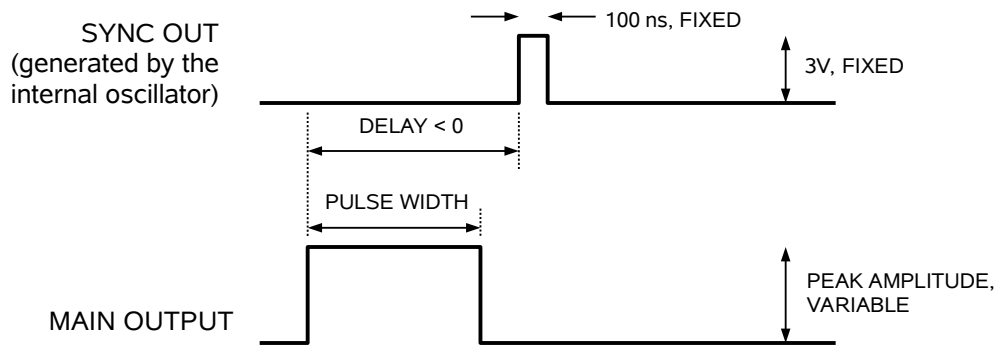 100 ns, FIXED
SYNC OUT
(generated by the
internal oscillator)
3V, FIXED
DELAY < 0
PULSE WIDTH
PEAK AMPLITUDE,
VARIABLE
MAIN OUTPUT